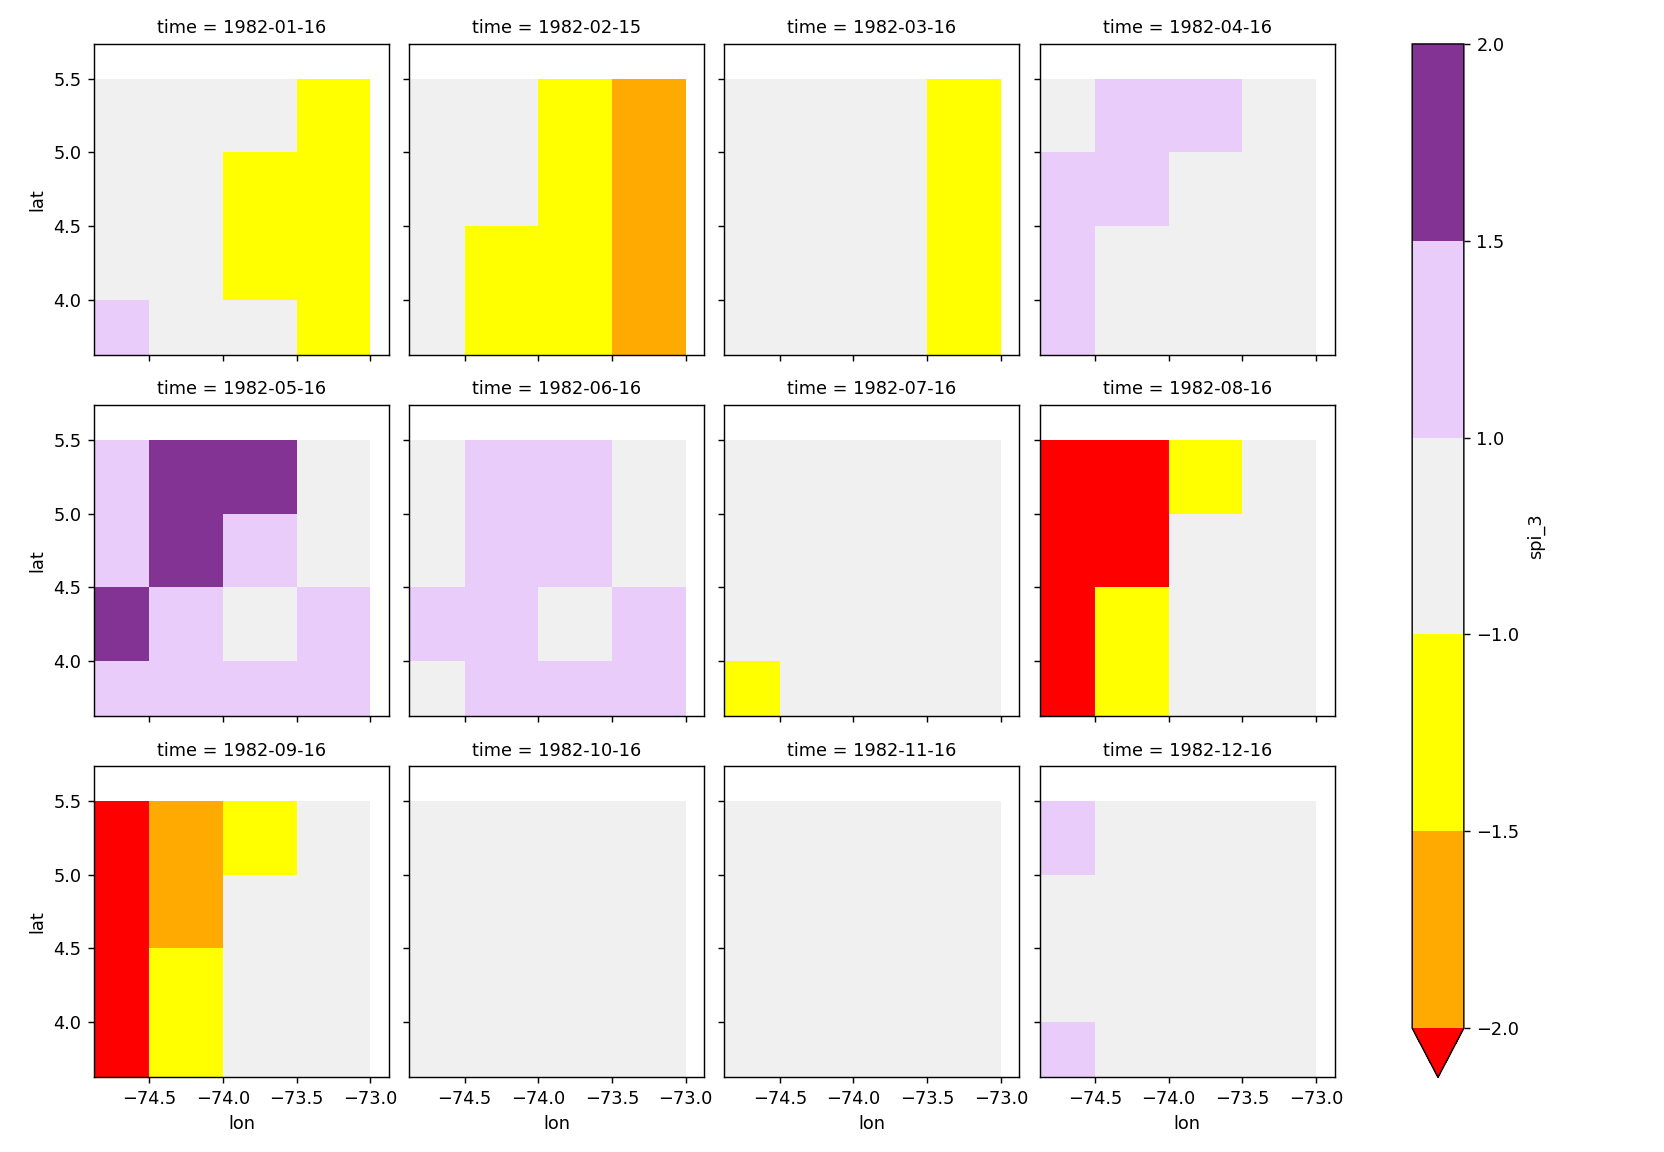 time = 1982-01-16
time = 1982-02-15
time = 1982-03-16
time = 1982-04-16
5.5
5.0
4.5
4.0
lat
time = 1982-05-16
time = 1982-06-16
time = 1982-07-16
time = 1982-08-16
5.5
5.0
4.5
4.0
lat
time = 1982-09-16
time = 1982-10-16
time = 1982-11-16
time = 1982-12-16
5.5
5.0
4.5
4.0
lat
−74.5 −74.0 −73.5 −73.0
lon
−74.5 −74.0 −73.5 −73.0
lon
−74.5 −74.0 −73.5 −73.0
lon
−74.5 −74.0 −73.5 −73.0
lon
2.0
1.5
1.0
−1.0
−1.5
−2.0
spi_3